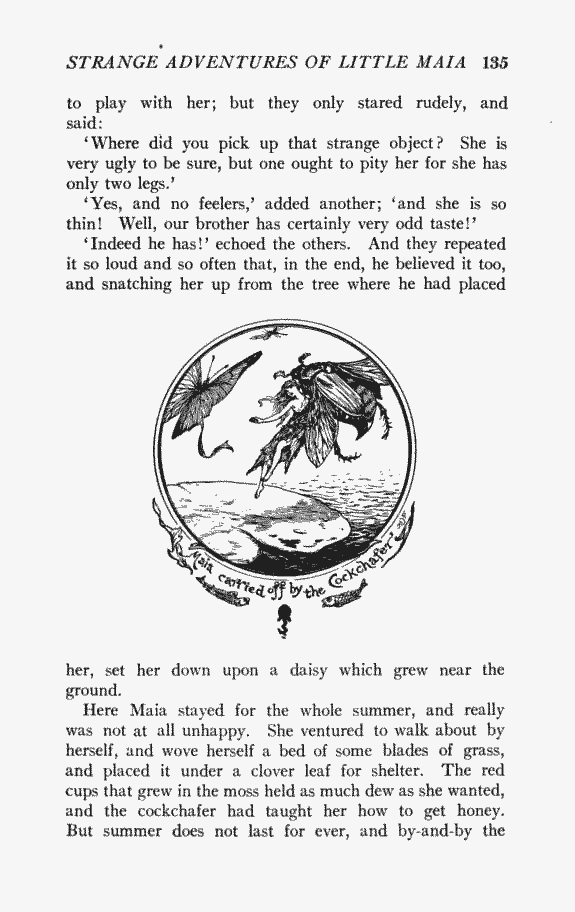 STRANGE ADVENTURES OF LITTLE MAIA 135
to play with her; but they only stared rudely, and
said:
‘Where did you pick up that strange object? She is
very ugly to be sure, but one ought to pity her for she has
only two legs.’
‘Yes, and no feelers,’ added another; ‘and she is so
thin! Well, our brother has certainly very odd taste!’
‘Indeed he has!’ echoed the others. And they repeated
it so loud and so often that, in the end, he believed it too,
and snatching her up from the tree where he had placed
Maia carried off by the Cockchafer
her, set her down upon a daisy which grew near the
ground.
Here Maia stayed for the whole summer, and really
was not at all unhappy. She ventured to walk about by
herself, and wove herself a bed of some blades of grass,
and placed it under a clover leaf for shelter. The red
cups that grew in the moss held as much dew as she wanted,
and the cockchafer had taught her how to get honey.
But summer does not last for ever, and by-and-by the